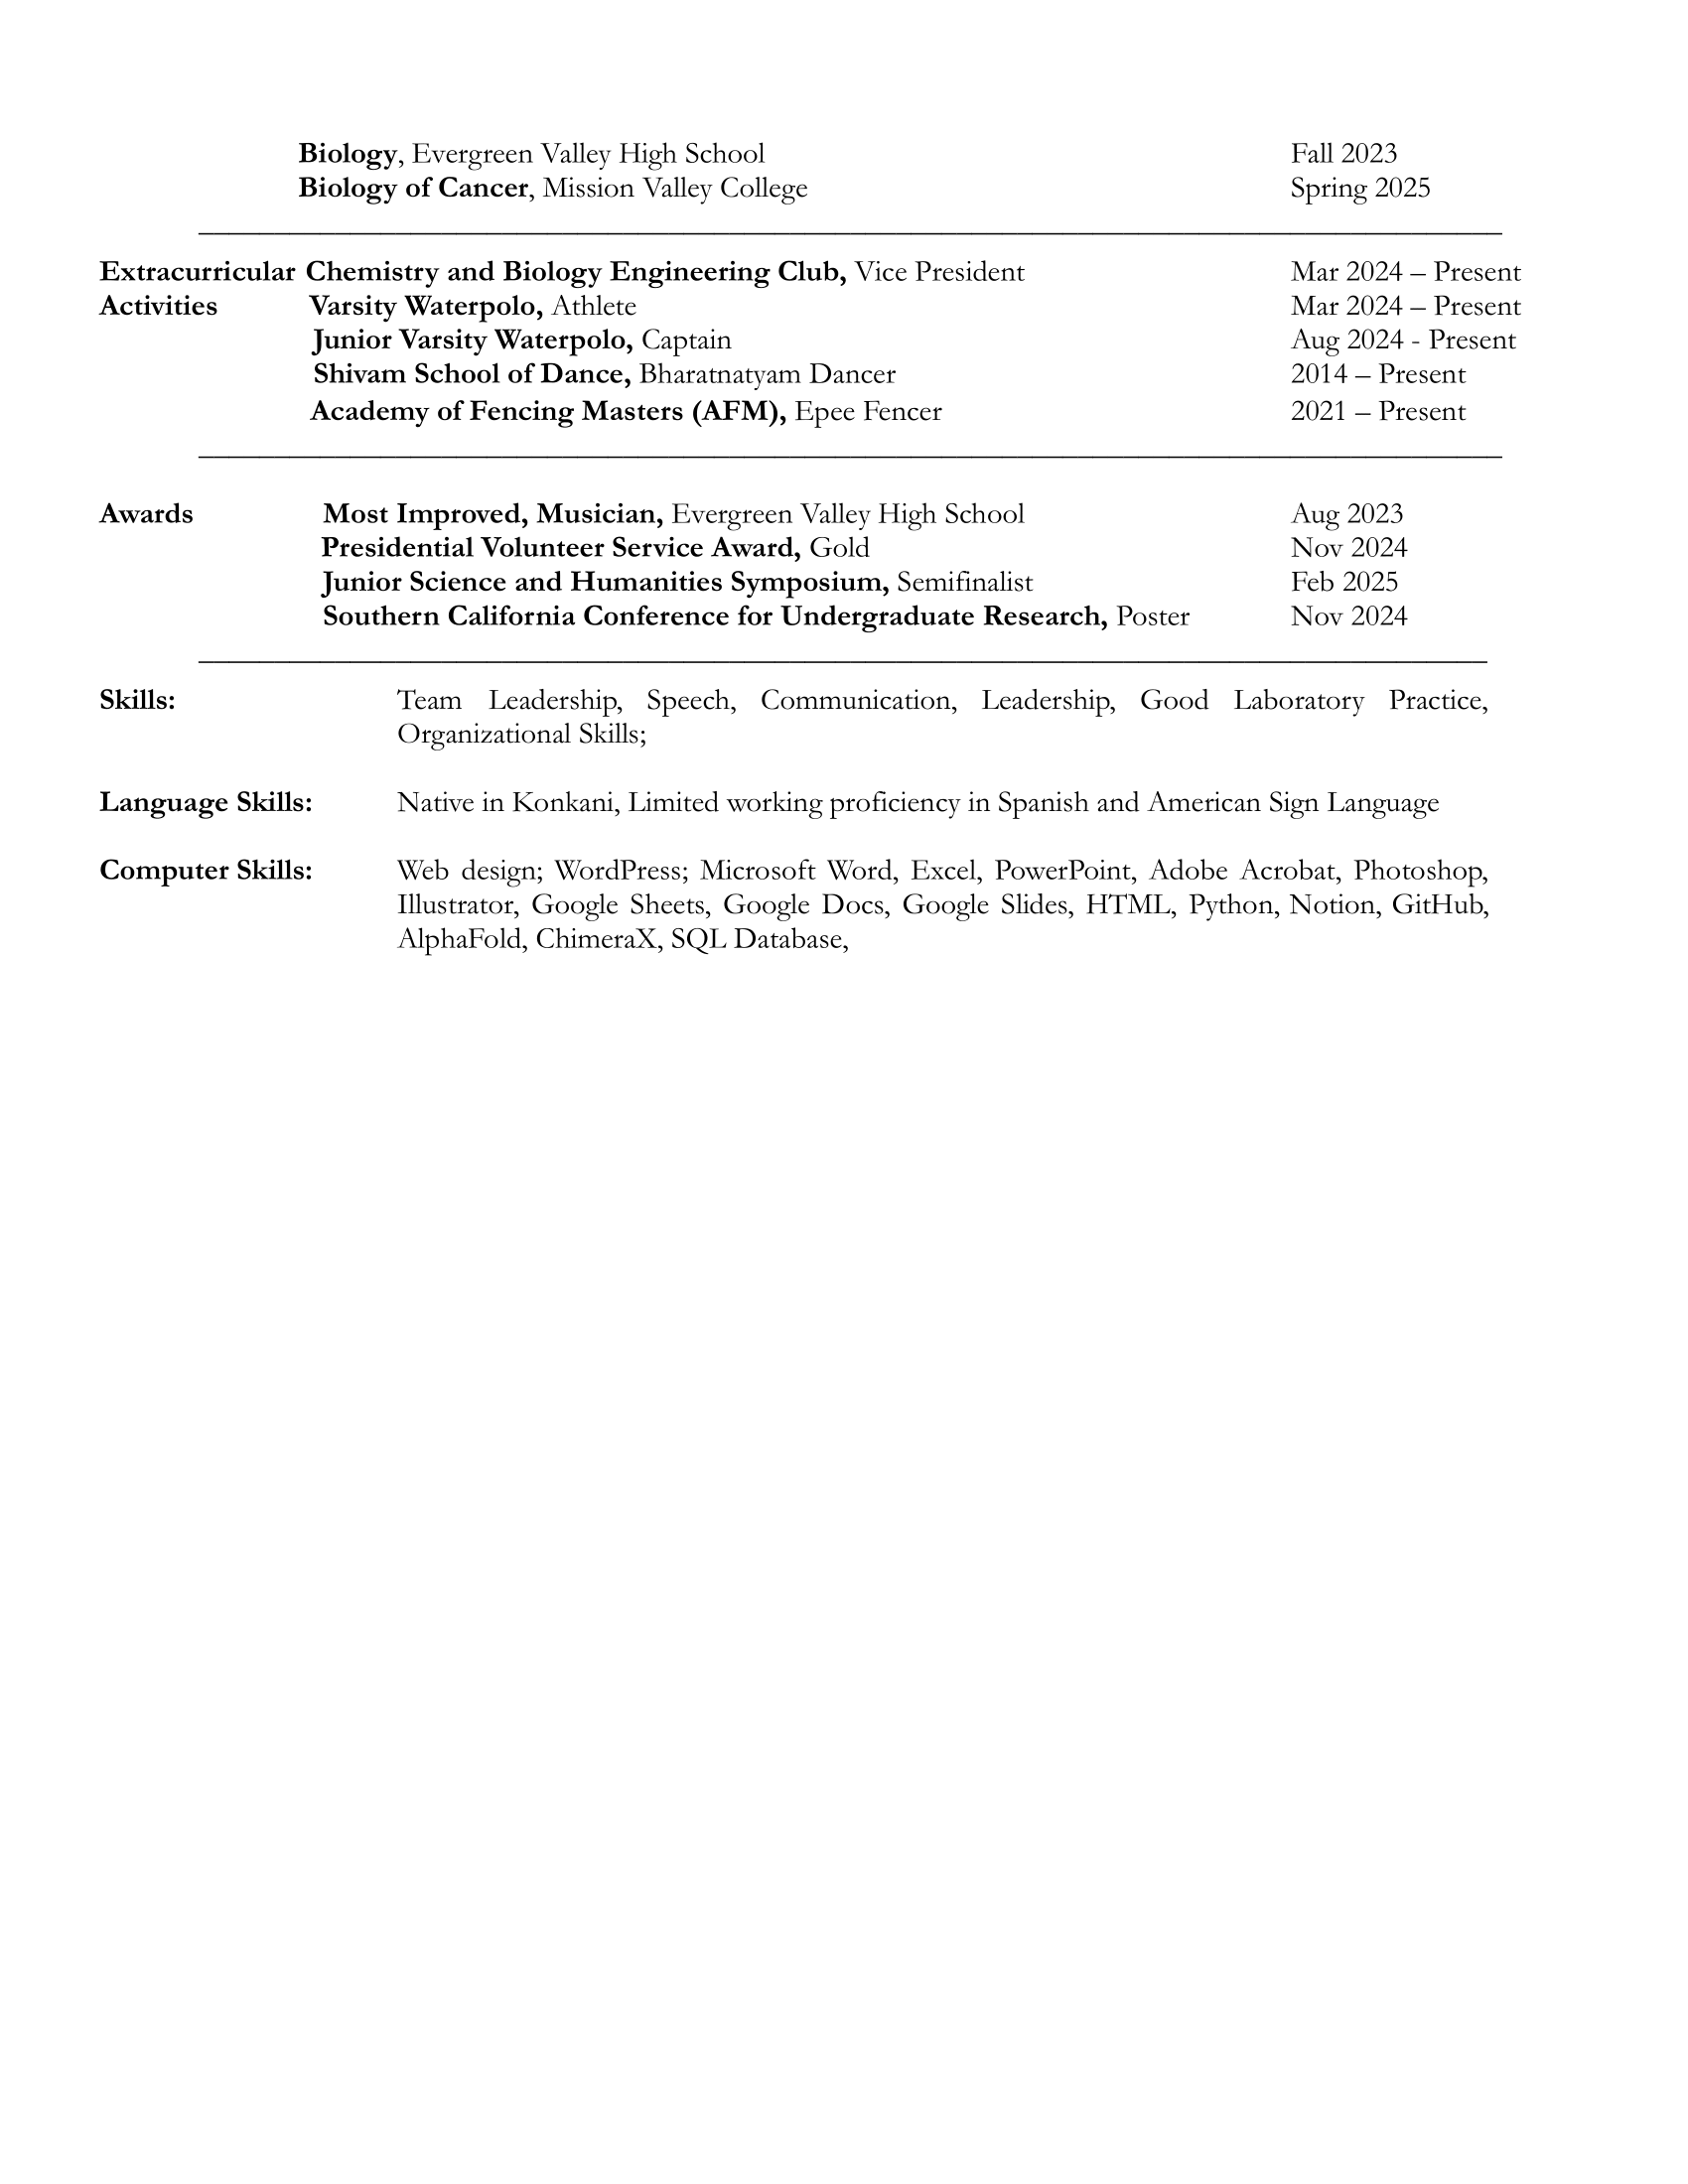 Biology, Evergreen Valley High School Fall 2023
Biology of Cancer, Mission Valley College Spring 2025
Extracurricular Chemistry and Biology Engineering Club, Vice President Mar 2024 – Present
Activities Varsity Waterpolo, Athlete Mar 2024 – Present
Junior Varsity Waterpolo, Captain Aug 2024 - Present
Shivam School of Dance, Bharatnatyam Dancer 2014 – Present
Academy of Fencing Masters (AFM), Epee Fencer 2021 – Present
Awards Most Improved, Musician, Evergreen Valley High School Aug 2023
Presidential Volunteer Service Award, Gold Nov 2024
Junior Science and Humanities Symposium, Semifinalist Feb 2025
Southern California Conference for Undergraduate Research, Poster Nov 2024
Skills: Team Leadership, Speech, Communication, Leadership, Good Laboratory Practice,
Organizational Skills;
Language Skills: Native in Konkani, Limited working proficiency in Spanish and American Sign Language
Computer Skills: Web design; WordPress; Microsoft Word, Excel, PowerPoint, Adobe Acrobat, Photoshop,
Illustrator, Google Sheets, Google Docs, Google Slides, HTML, Python, Notion, GitHub,
AlphaFold, ChimeraX, SQL Database,